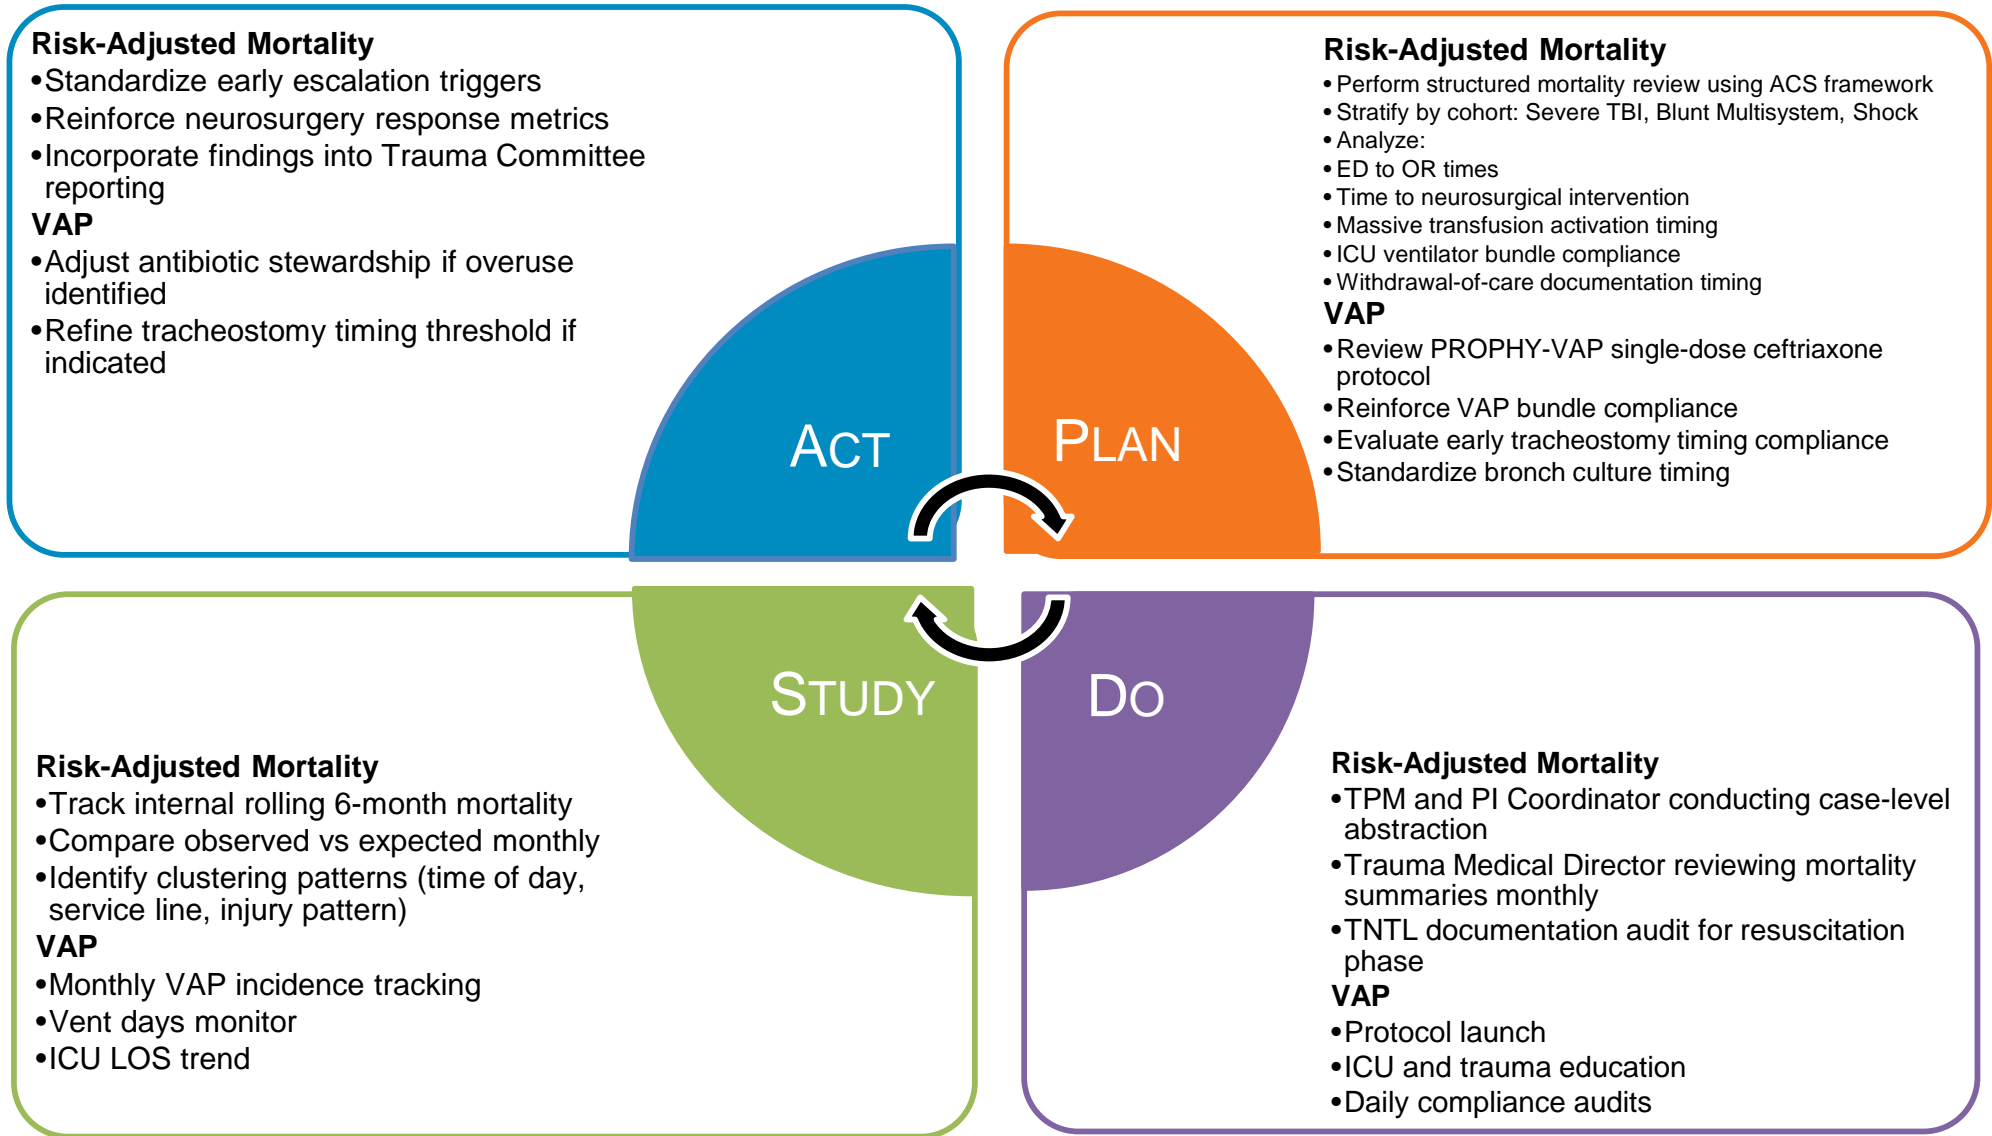 Risk-Adjusted Mortality
•Standardize early escalation triggers
•Reinforce neurosurgery response metrics
•Incorporate findings into Trauma Committee
reporting
VAP
•Adjust antibiotic stewardship if overuse
identified
•Refine tracheostomy timing threshold if
indicated
ACT
Risk-Adjusted Mortality
•Perform structured mortality review using ACS framework
•Stratify by cohort: Severe TBI, Blunt Multisystem, Shock
•Analyze:
•ED to OR times
•Time to neurosurgical intervention
•Massive transfusion activation timing
•ICU ventilator bundle compliance
•Withdrawal-of-care documentation timing
VAP
•Review PROPHY-VAP single-dose ceftriaxone
protocol
•Reinforce VAP bundle compliance
•Evaluate early tracheostomy timing compliance
•Standardize bronch culture timing
PLAN
STUDY
Risk-Adjusted Mortality
•Track internal rolling 6-month mortality
•Compare observed vs expected monthly
•Identify clustering patterns (time of day,
service line, injury pattern)
VAP
•Monthly VAP incidence tracking
•Vent days monitor
•ICU LOS trend
DO
Risk-Adjusted Mortality
•TPM and PI Coordinator conducting case-level
abstraction
•Trauma Medical Director reviewing mortality
summaries monthly
•TNTL documentation audit for resuscitation
phase
VAP
•Protocol launch
•ICU and trauma education
•Daily compliance audits